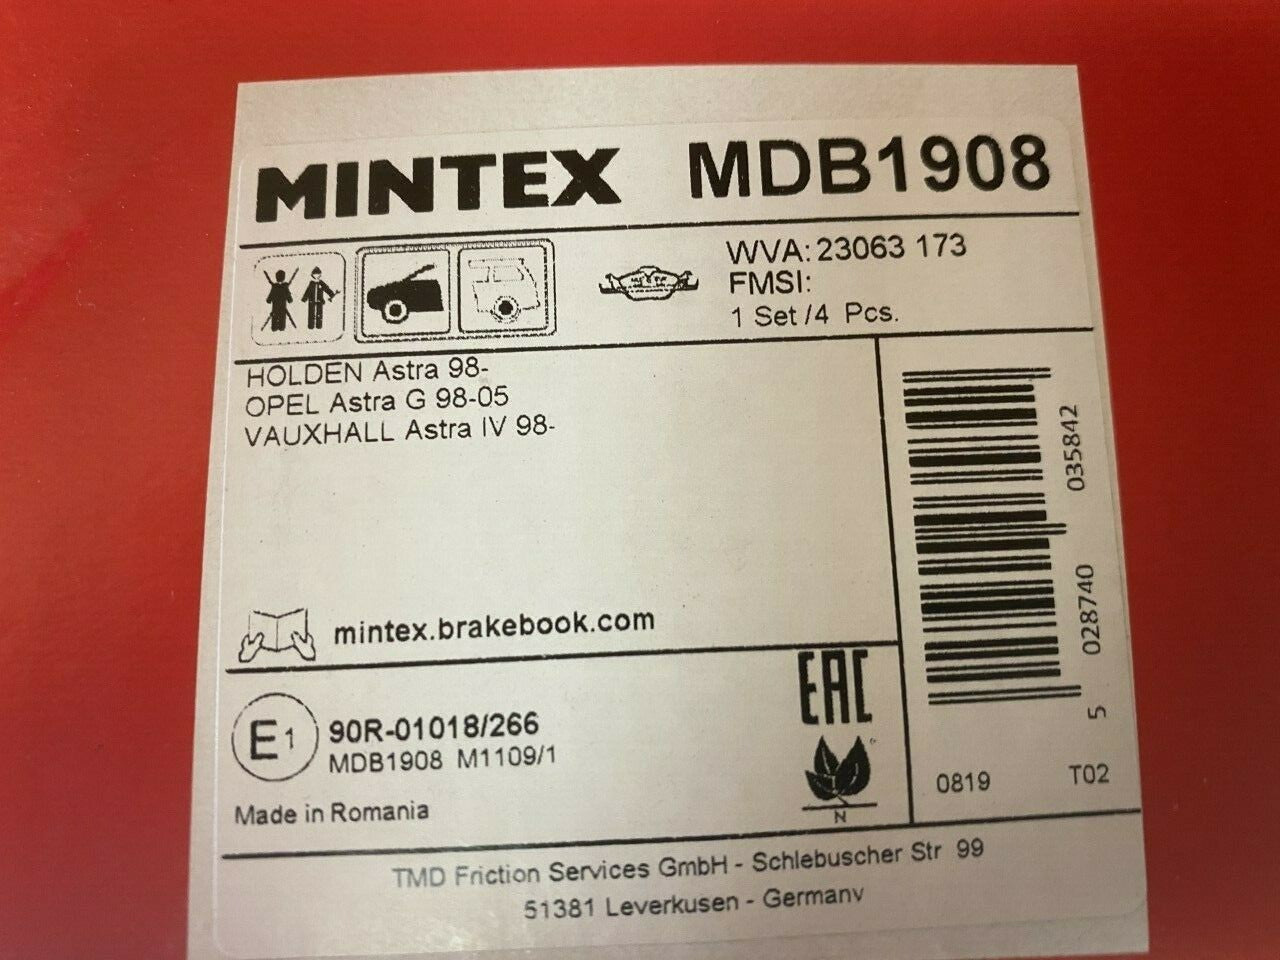 MINTEX MDB1908
WVA: 23063 173
FMSI:
1 Set /4 Pcs.
HOLDEN Astra 98-
OPEL Astra G 98-05
VAUXHALL Astra IV 98-
mintex.brakebook.com
E1 90R-01018/266
MDB1908 M1109/1
Made in Romania
EAC
N
5 028740 035842
0819 T02
TMD Friction Services GmbH - Schlebuscher Str 99
51381 Leverkusen - Germany